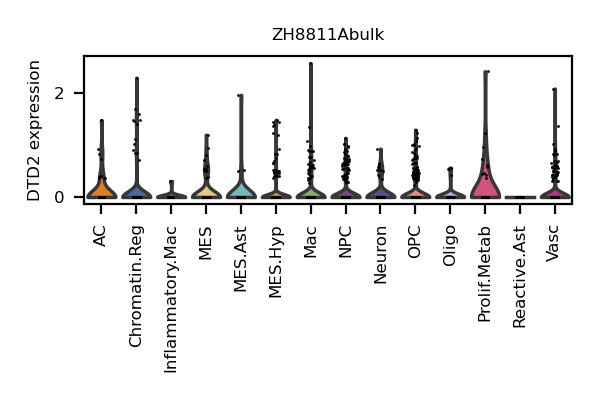 ZH8811Abulk
DTD2 expression
2
0
AC
Chromatin.Reg
Inflammatory.Mac
MES
MES.Ast
MES.Hyp
Mac
NPC
Neuron
OPC
Oligo
Prolif.Metab
Reactive.Ast
Vasc